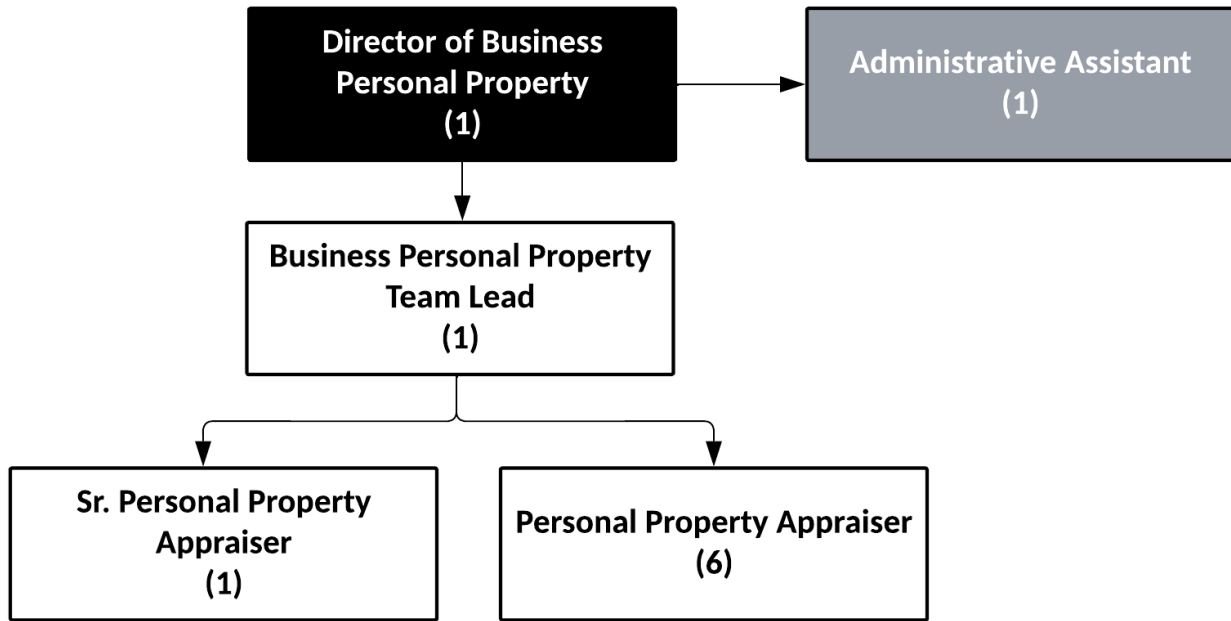 Director of Business
Personal Property
(1)
Administrative Assistant
(1)
Business Personal Property
Team Lead
(1)
Sr. Personal Property
Appraiser
(1)
Personal Property Appraiser
(6)